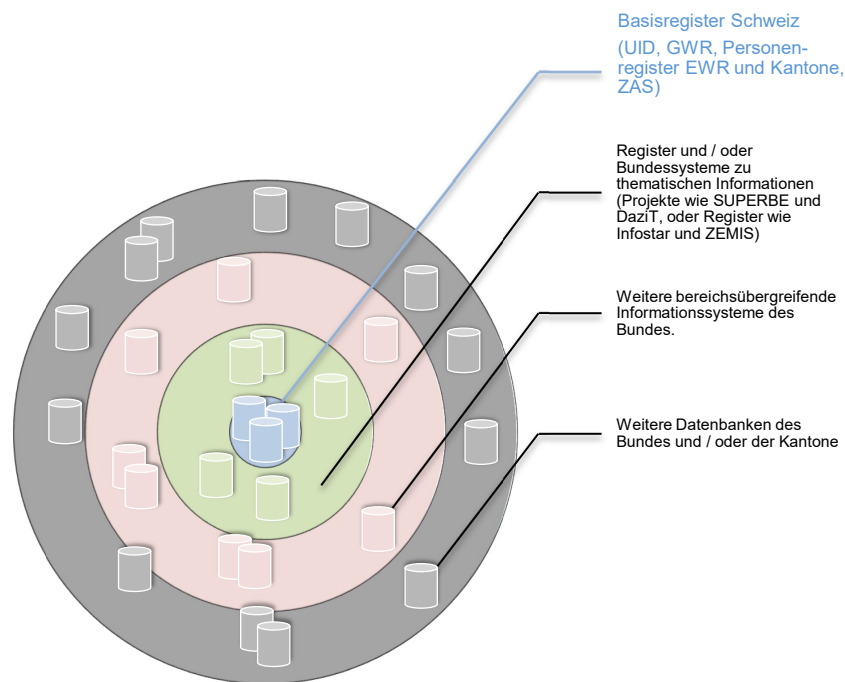 Basisregister Schweiz
(UID, GWR, Personen-
register EWR und Kantone,
ZAS)
Register und / oder
Bundessysteme zu
thematischen Informationen
(Projekte wie SUPERBE und
DaziT, oder Register wie
Infostar und ZEMIS)
Weitere bereichsübergreifende
Informationssysteme des
Bundes.
Weitere Datenbanken des
Bundes und / oder der Kantone